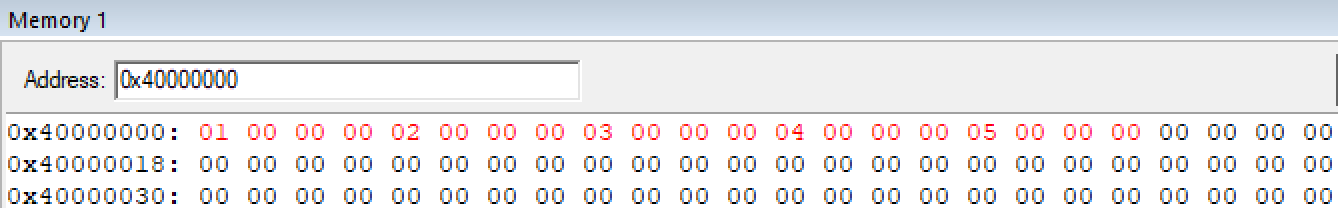 Memory 1
Address: 0x40000000
0x40000000: 01 00 00 00 02 00 00 00 03 00 00 00 04 00 00 00 05 00 00 00 00 00 00 00
0x40000018: 00 00 00 00 00 00 00 00 00 00 00 00 00 00 00 00 00 00 00 00 00 00 00 00
0x40000030: 00 00 00 00 00 00 00 00 00 00 00 00 00 00 00 00 00 00 00 00 00 00 00 00